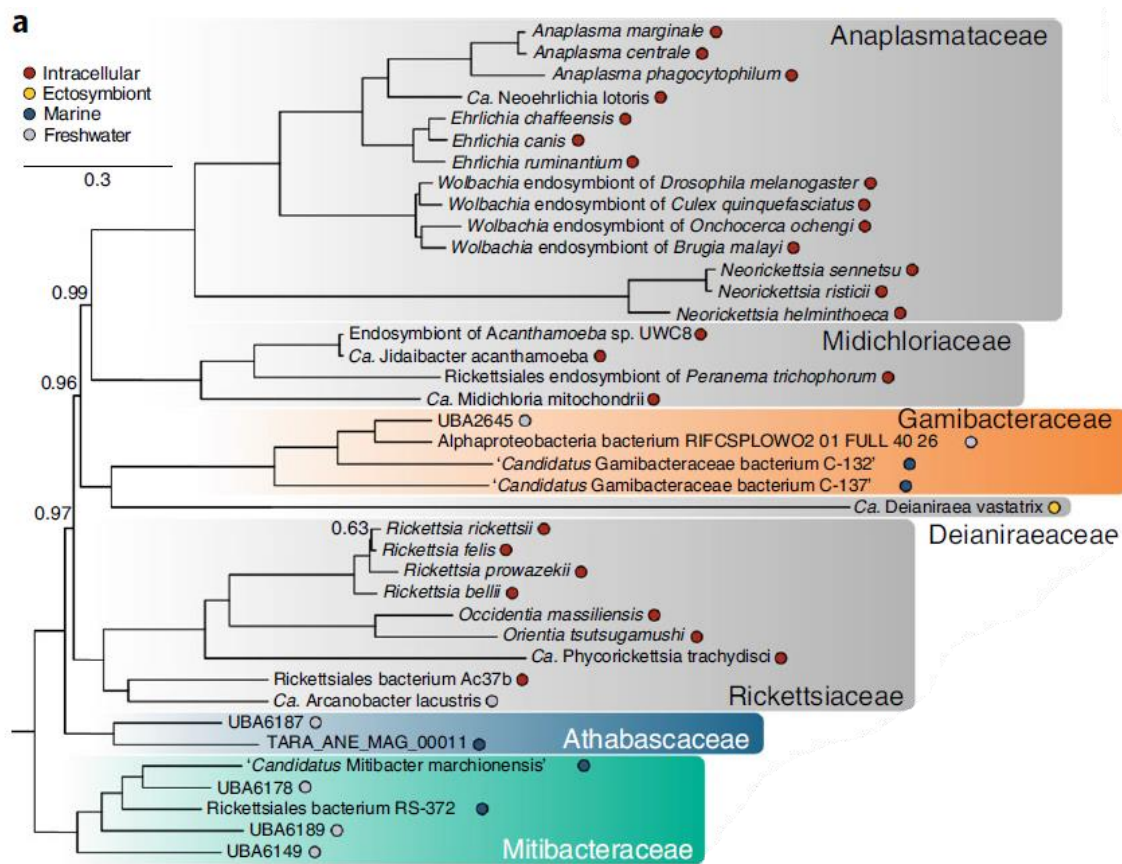 a
Intracellular
Ectosymbiont
Marine
Freshwater
0.3
Anaplasmataceae
Anaplasma marginale
Anaplasma centrale
Anaplasma phagocytophilum
Ca. Neoehrlichia lotoris
Ehrlichia chaffeensis
Ehrlichia canis
Ehrlichia ruminantium
Wolbachia endosymbiont of Drosophila melanogaster
Wolbachia endosymbiont of Culex quinquefasciatus
Wolbachia endosymbiont of Onchocerca ochengi
Wolbachia endosymbiont of Brugia malayi
Neorickettsia sennetsu
Neorickettsia risticii
Neorickettsia helminthoeca
0.99
Endosymbiont of Acanthamoeba sp. UWC8
Midichloriaceae
Ca. Jidaibacter acanthamoeba
Rickettsiales endosymbiont of Peranema trichophorum
0.96
Ca. Midichloria mitochondrii
Gamibacteraceae
UBA2645
Alphaproteobacteria bacterium RIFCSPLOWO2 01 FULL 40 26
'Candidatus Gamibacteraceae bacterium C-132'
'Candidatus Gamibacteraceae bacterium C-137'
Ca. Deianiraea vastatrix
0.97
Deianiraeaceae
0.63
Rickettsia rickettsii
Rickettsia felis
Rickettsia prowazekii
Rickettsia bellii
Occidentia massiliensis
Orientia tsutsugamushi
Ca. Phycorickettsia trachydisci
Rickettsiales bacterium Ac37b
Ca. Arcanobacter lacustris
Rickettsiaceae
UBA6187
TARA_ANE_MAG_00011
Athabascaceae
'Candidatus Mitibacter marchionensis'
UBA6178
Rickettsiales bacterium RS-372
UBA6189
UBA6149
Mitibacteraceae